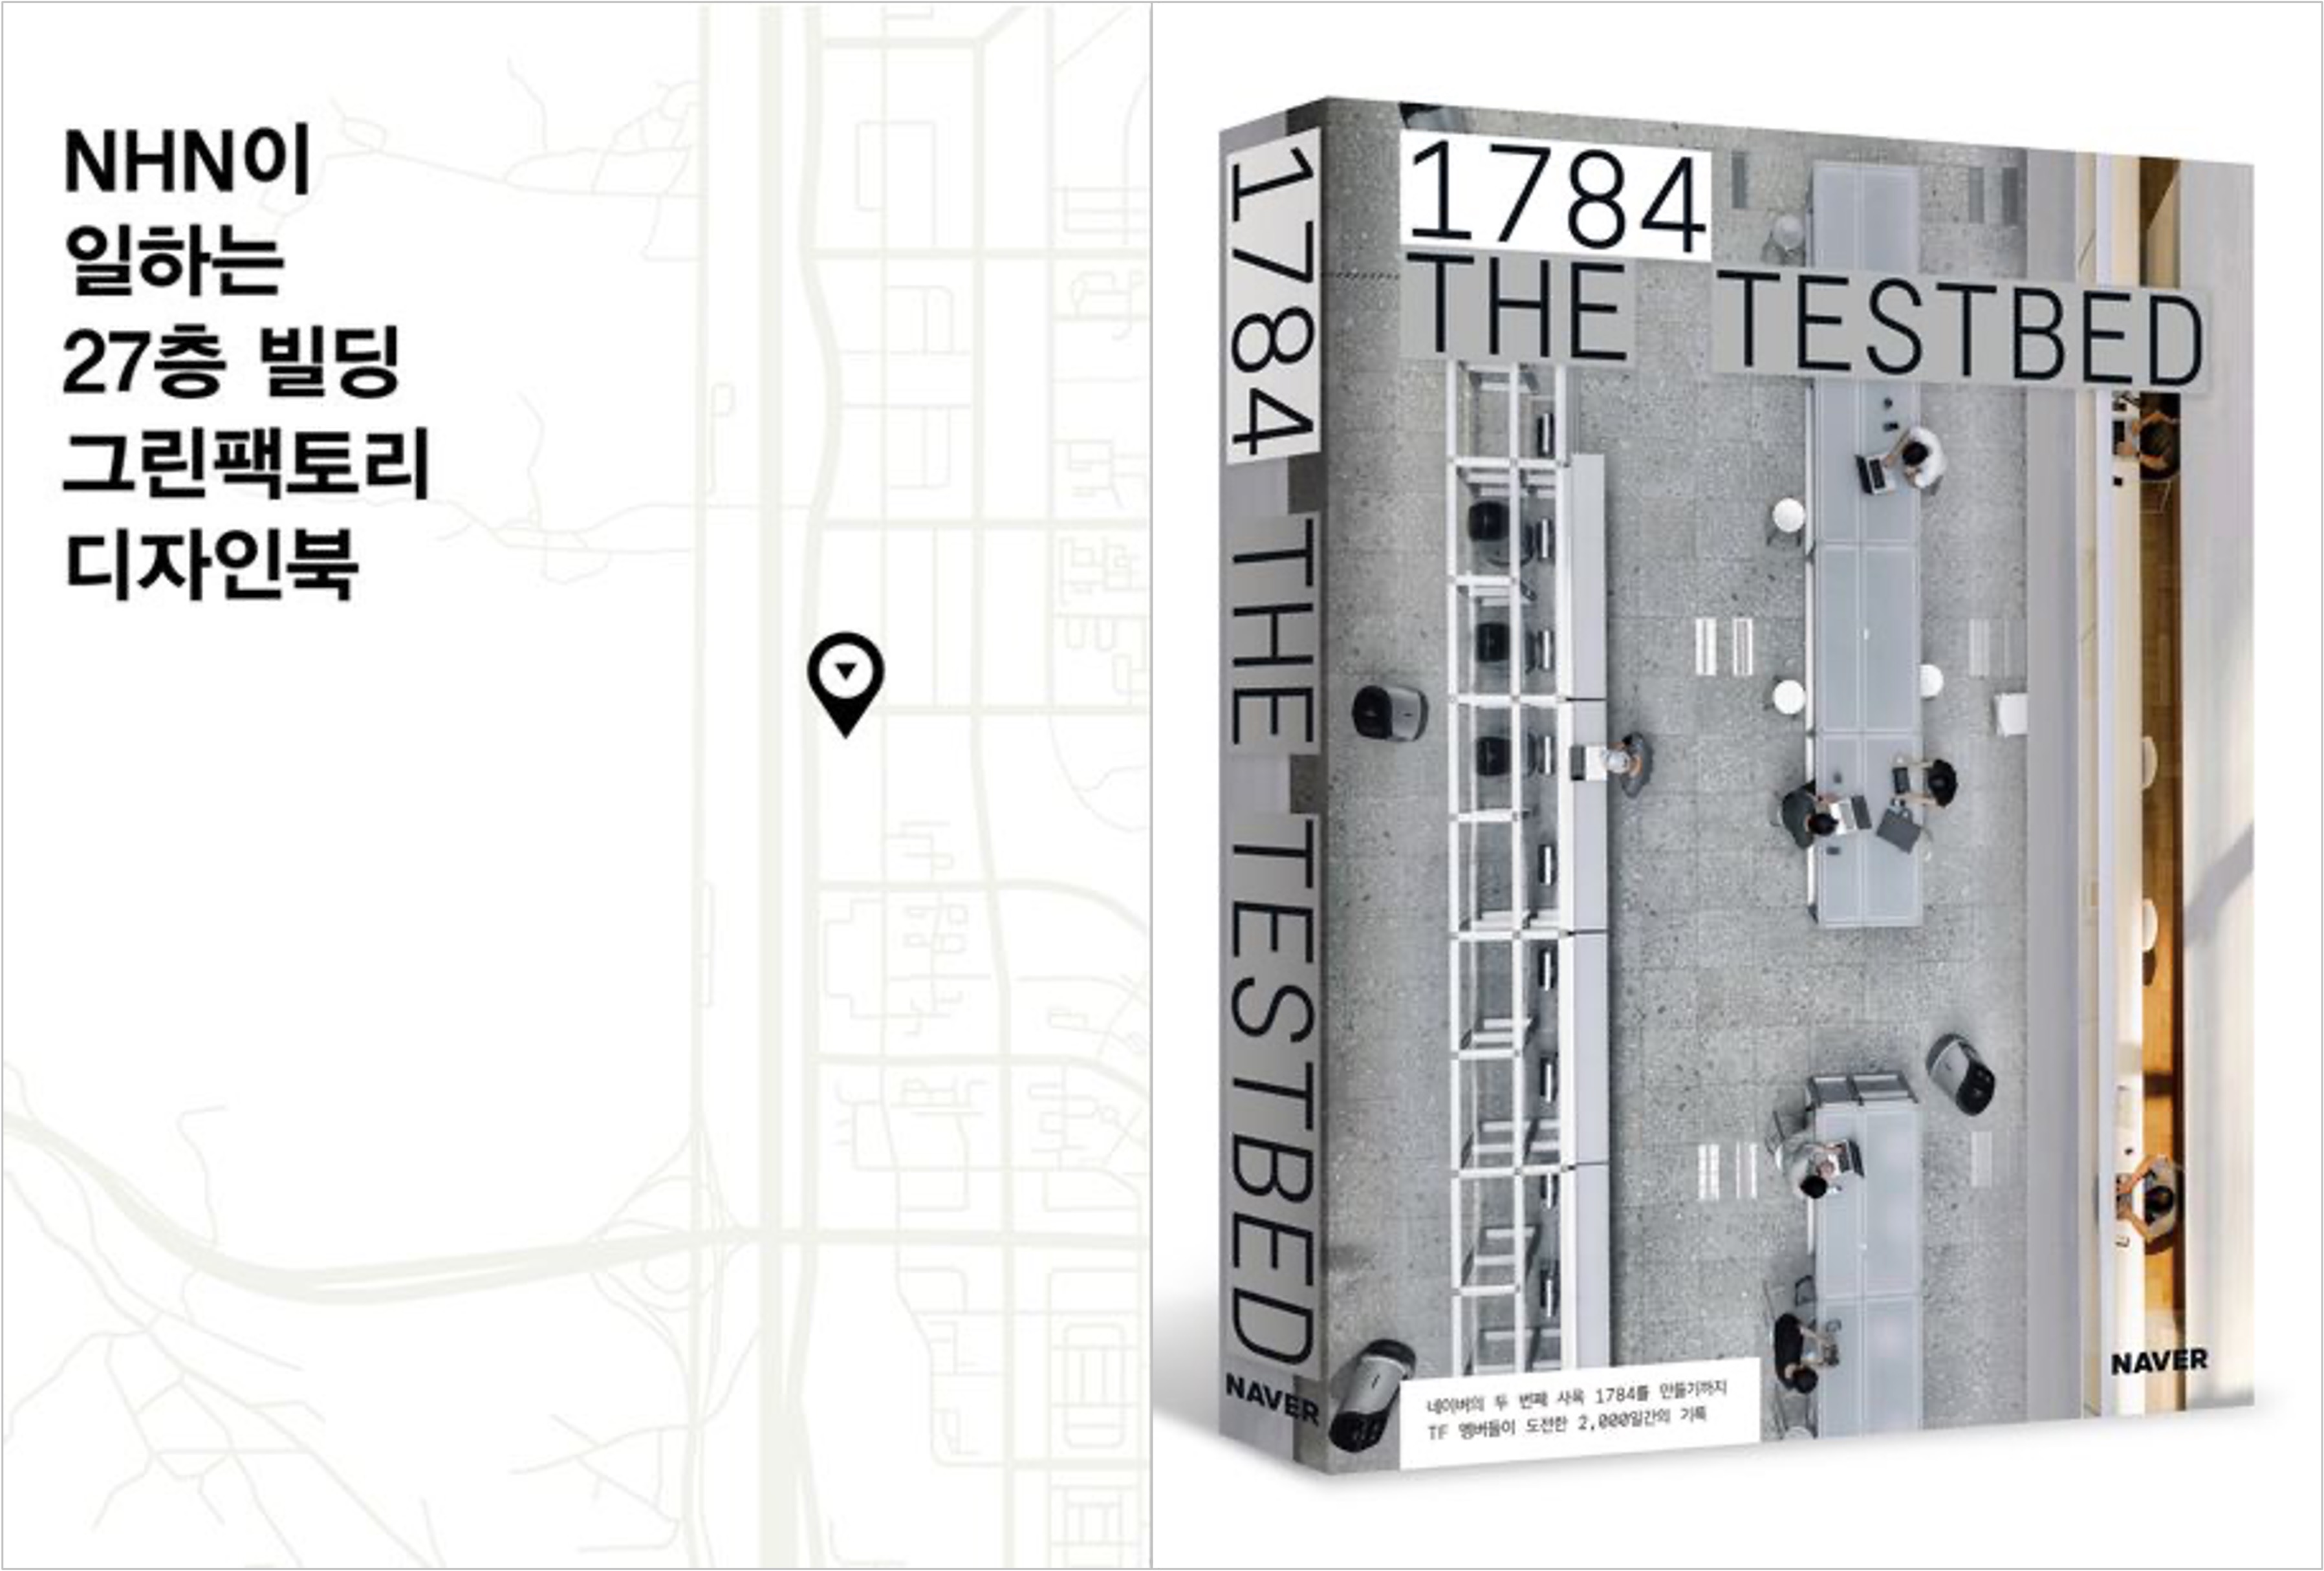 NHN이
일하는
27층 빌딩
그린팩토리
디자인북
1784 THE TESTBED
NAVER
1784
THE TESTBED
네이버의 두 번째 사옥 1784를 만들기까지
TF 멤버들이 도전한 2,000일간의 기록
NAVER